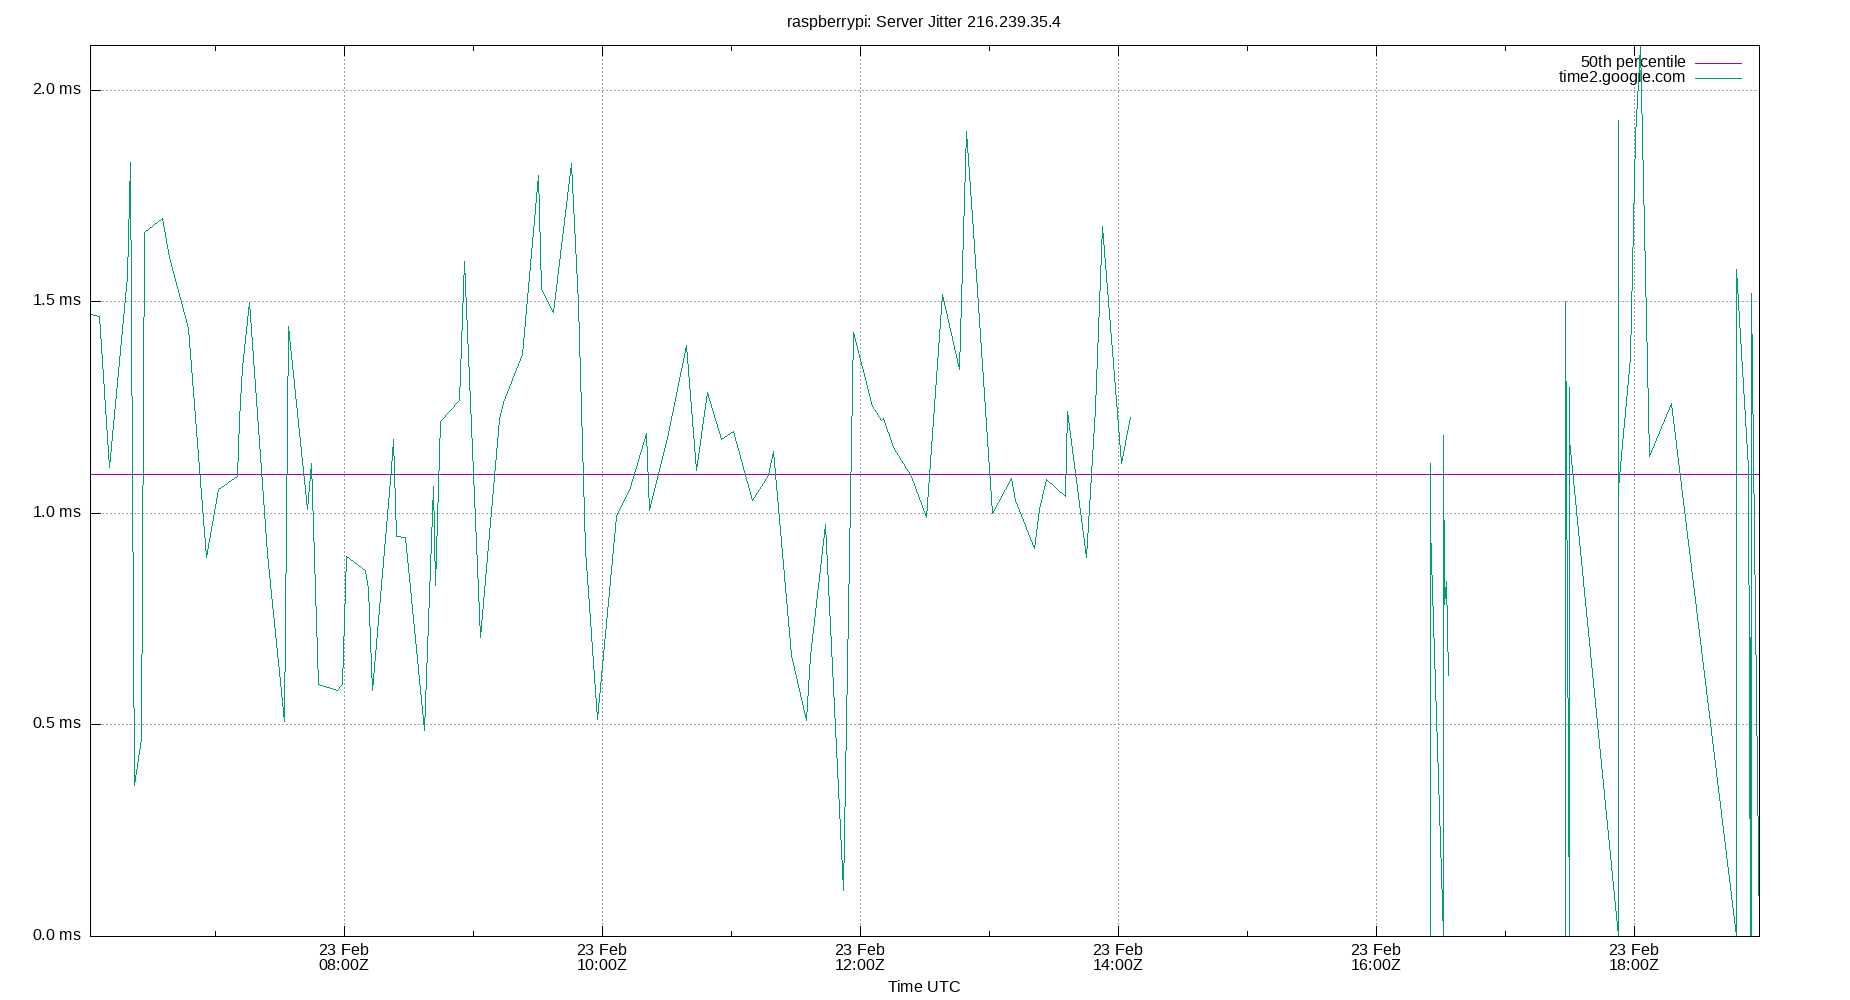 raspberrypi: Server Jitter 216.239.35.4
50th percentile
time2.google.com
2.0 ms
1.5 ms
1.0 ms
0.5 ms
0.0 ms
23 Feb
08:00Z
23 Feb
10:00Z
23 Feb
12:00Z
23 Feb
14:00Z
23 Feb
16:00Z
23 Feb
18:00Z
Time UTC